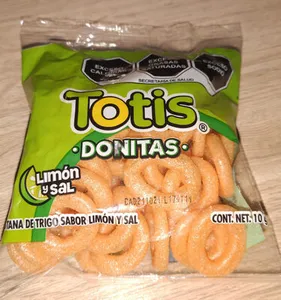 EXCESO
CALORÍAS
EXCESO
GRASAS
SATURADAS
EXCESO
SODIO
SECRETARÍA DE SALUD
Totis®
·DONITAS·
LIMÓN
Y SAL
TANA DE TRIGO SABOR LIMÓN Y SAL
CONT. NET. 10